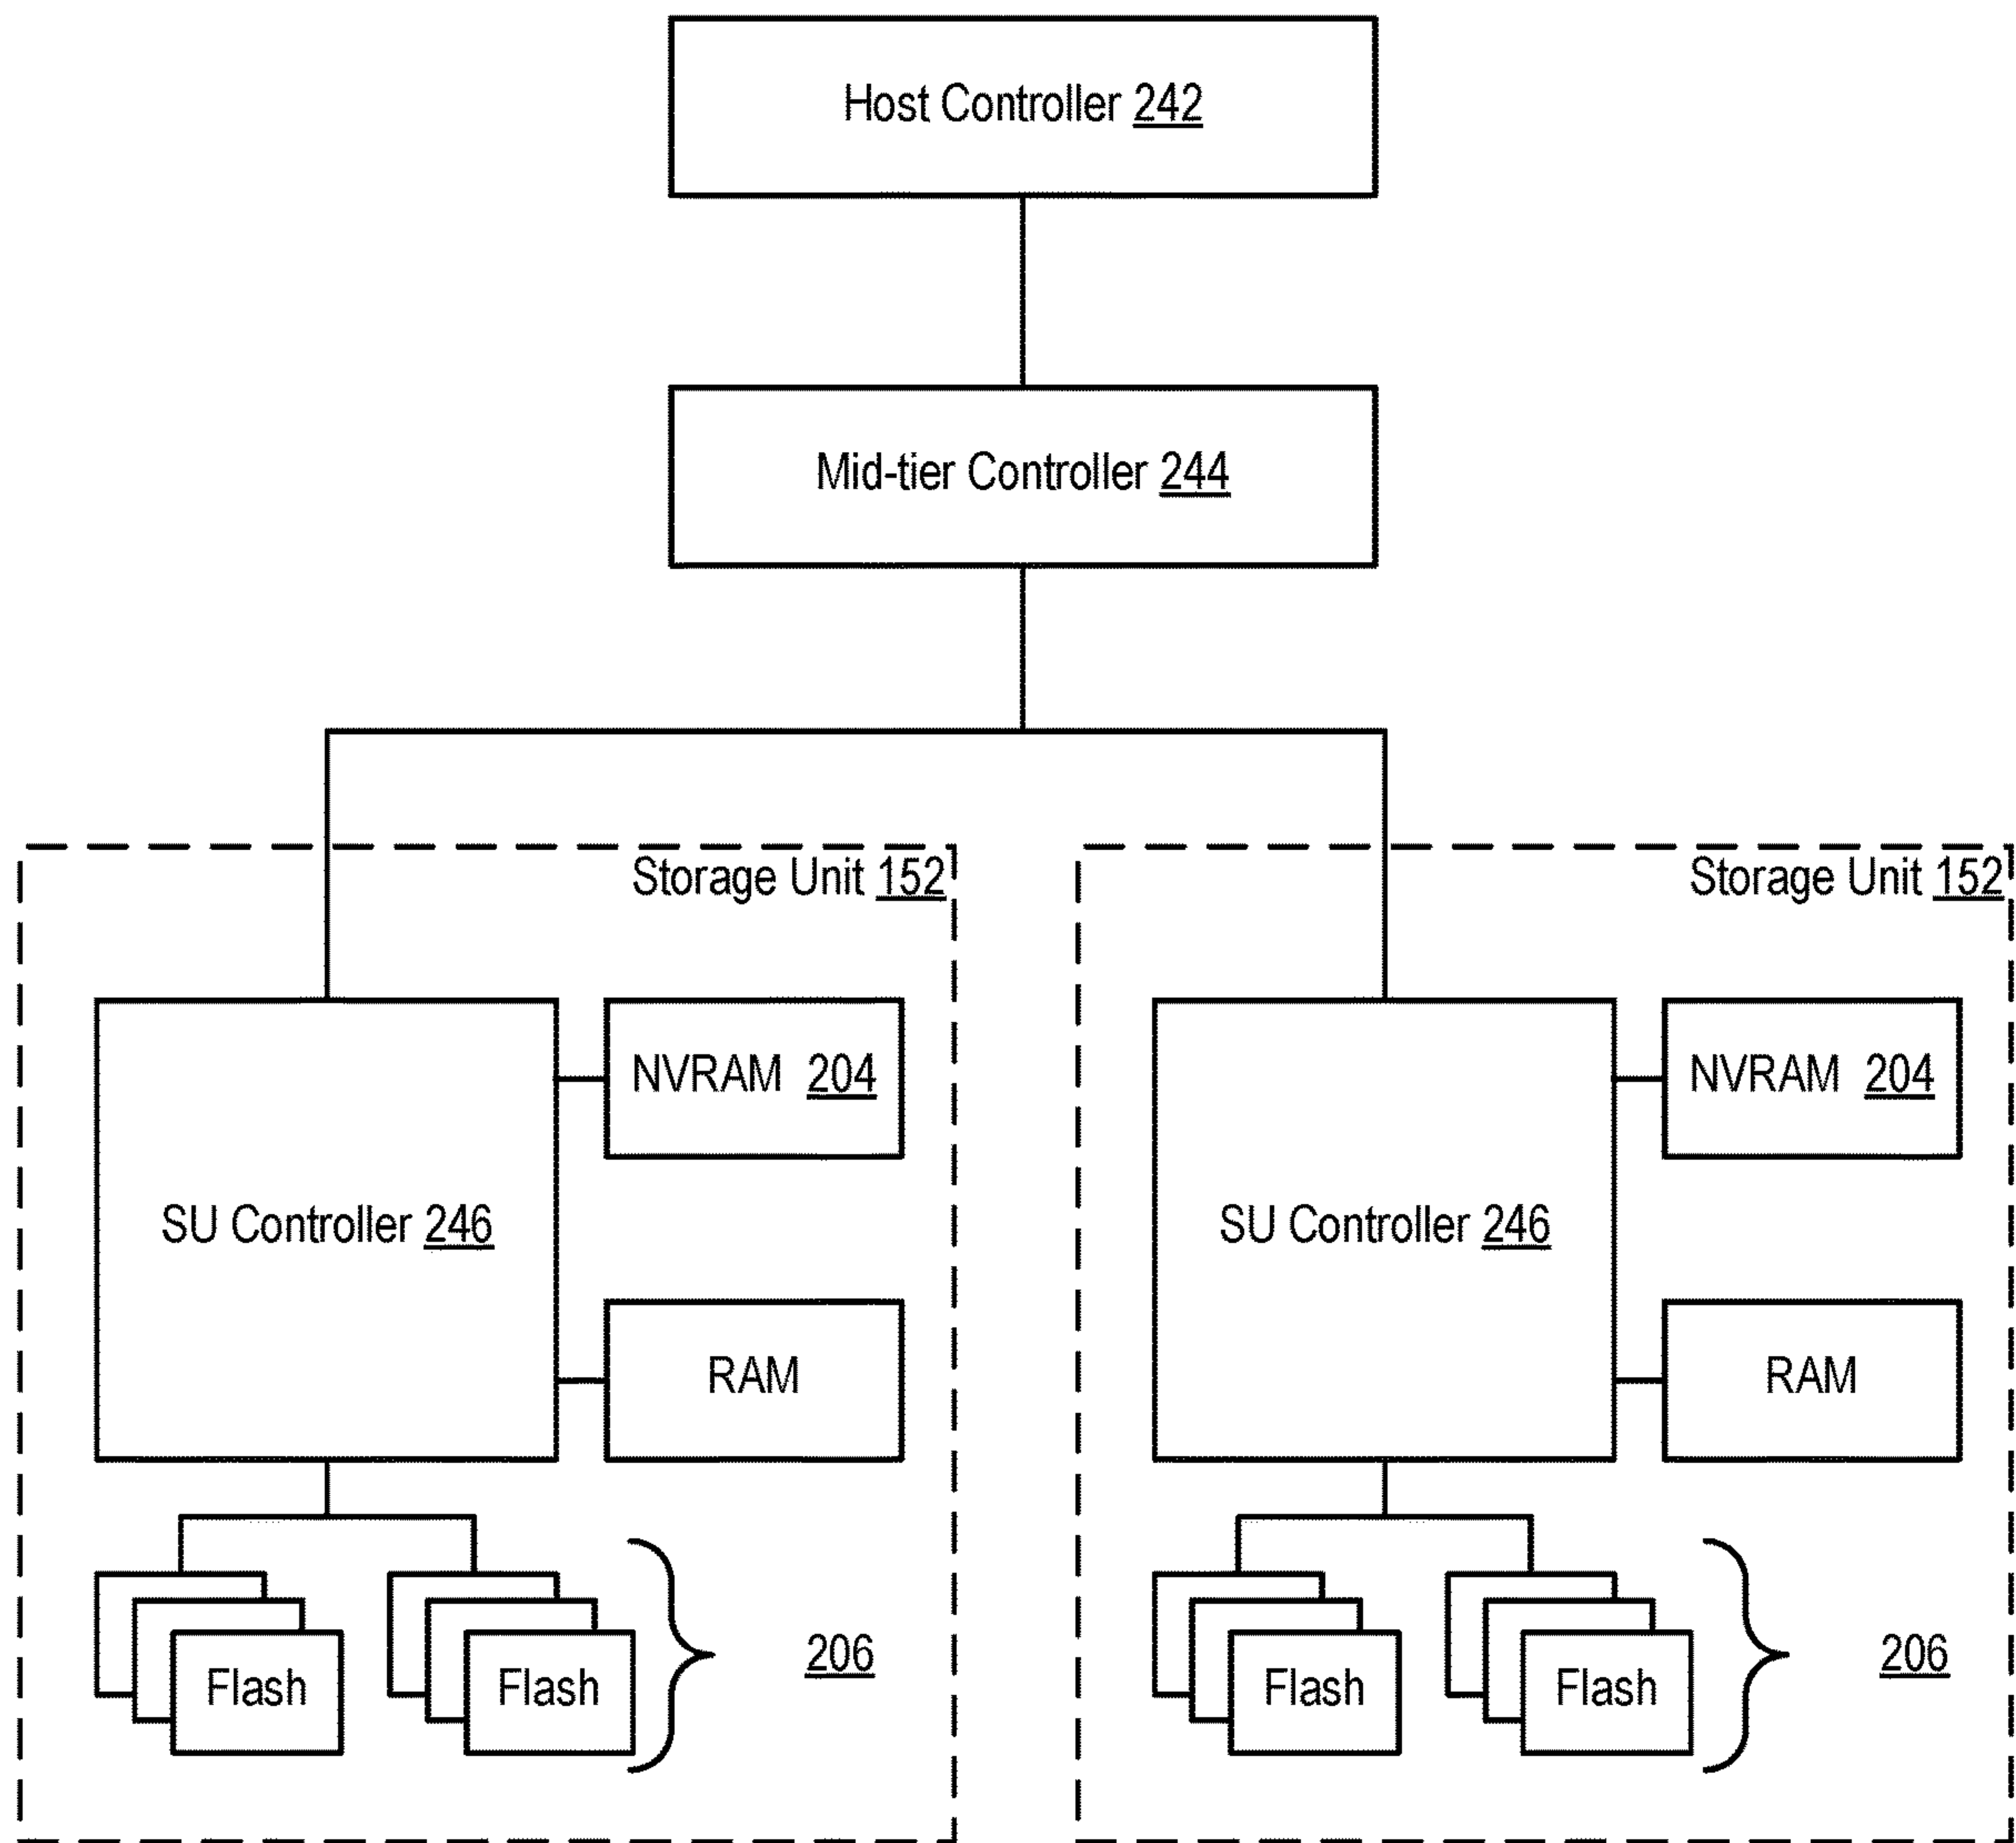 Host Controller 242
Mid-tier Controller 244
Storage Unit 152
Storage Unit 152
NVRAM 204
NVRAM 204
SU Controller 246
SU Controller 246
RAM
RAM
206
206
Flash
Flash
Flash
Flash